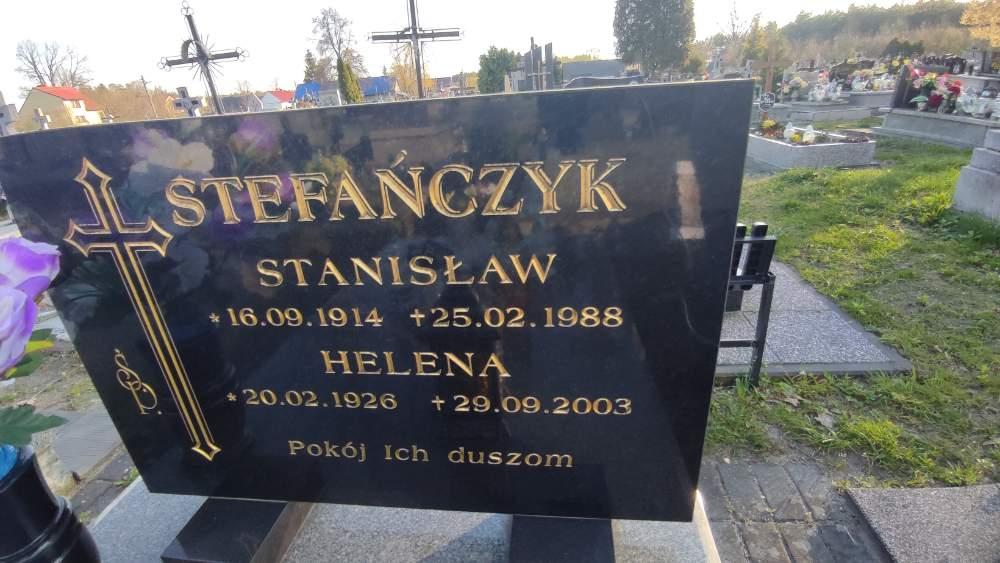 STEFAŃCZYK
STANISŁAW
*16.09.1914 †25.02.1988
HELENA
*20.02.1926 †29.09.2003
Ś.P.
Pokój Ich duszom